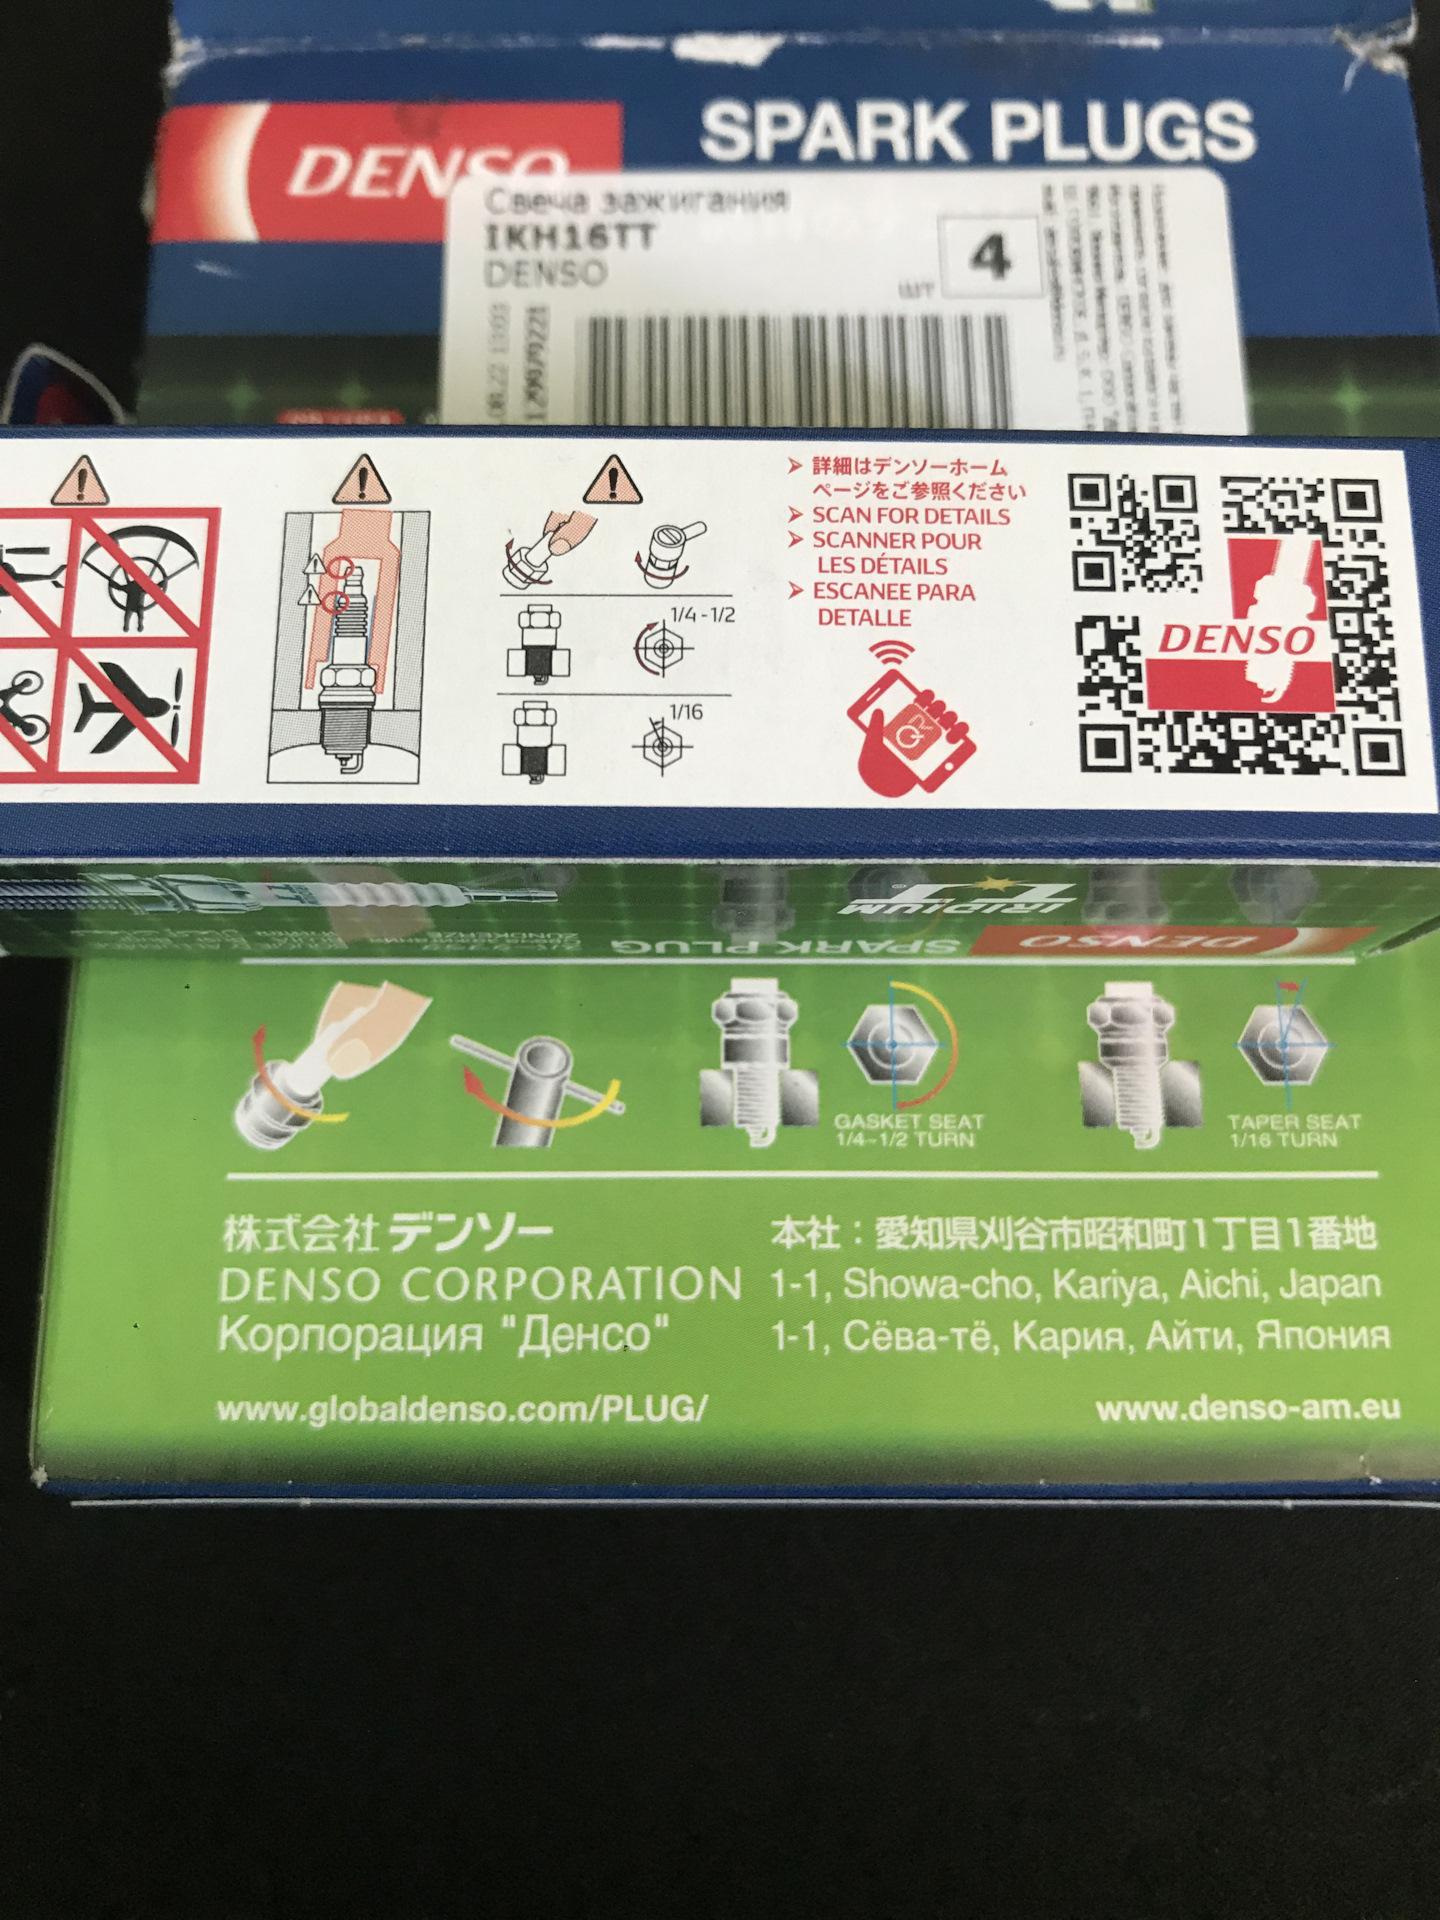 DENSO
SPARK PLUGS
Свеча зажигания
IKH16TT
DENSO
шт
4
詳細はデンソーホーム
ページをご参照ください
SCAN FOR DETAILS
SCANNER POUR
LES DÉTAILS
ESCANEE PARA
DETALLE
1/4 - 1/2
1/16
DENSO
IRIDIUM TT
SPARK PLUG
DENSO
ZÜNDKERZE
GASKET SEAT
1/4~1/2 TURN
TAPER SEAT
1/16 TURN
株式会社デンソー
本社：愛知県刈谷市昭和町1丁目1番地
DENSO CORPORATION
1-1, Showa-cho, Kariya, Aichi, Japan
Корпорация "Денсо"
1-1, Сёва-тё, Кария, Айти, Япония
www.globaldenso.com/PLUG/
www.denso-am.eu